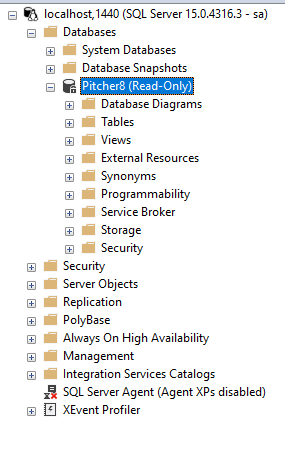 localhost,1440 (SQL Server 15.0.4316.3 - sa)
Databases
System Databases
Database Snapshots
Pitcher8 (Read-Only)
Database Diagrams
Tables
Views
External Resources
Synonyms
Programmability
Service Broker
Storage
Security
Security
Server Objects
Replication
PolyBase
Always On High Availability
Management
Integration Services Catalogs
SQL Server Agent (Agent XPs disabled)
XEvent Profiler